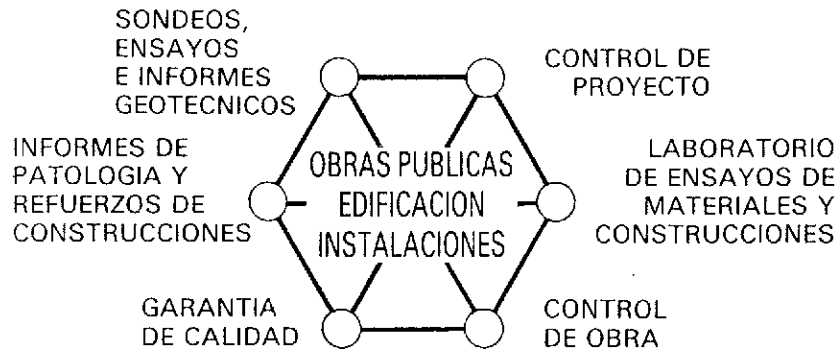 SONDEOS,
ENSAYOS
E INFORMES
GEOTECNICOS
CONTROL DE
PROYECTO
INFORMES DE
PATOLOGIA Y
REFUERZOS DE
CONSTRUCCIONES
OBRAS PUBLICAS
EDIFICACION
INSTALACIONES
LABORATORIO
DE ENSAYOS DE
MATERIALES Y
CONSTRUCCIONES
GARANTIA
DE CALIDAD
CONTROL
DE OBRA